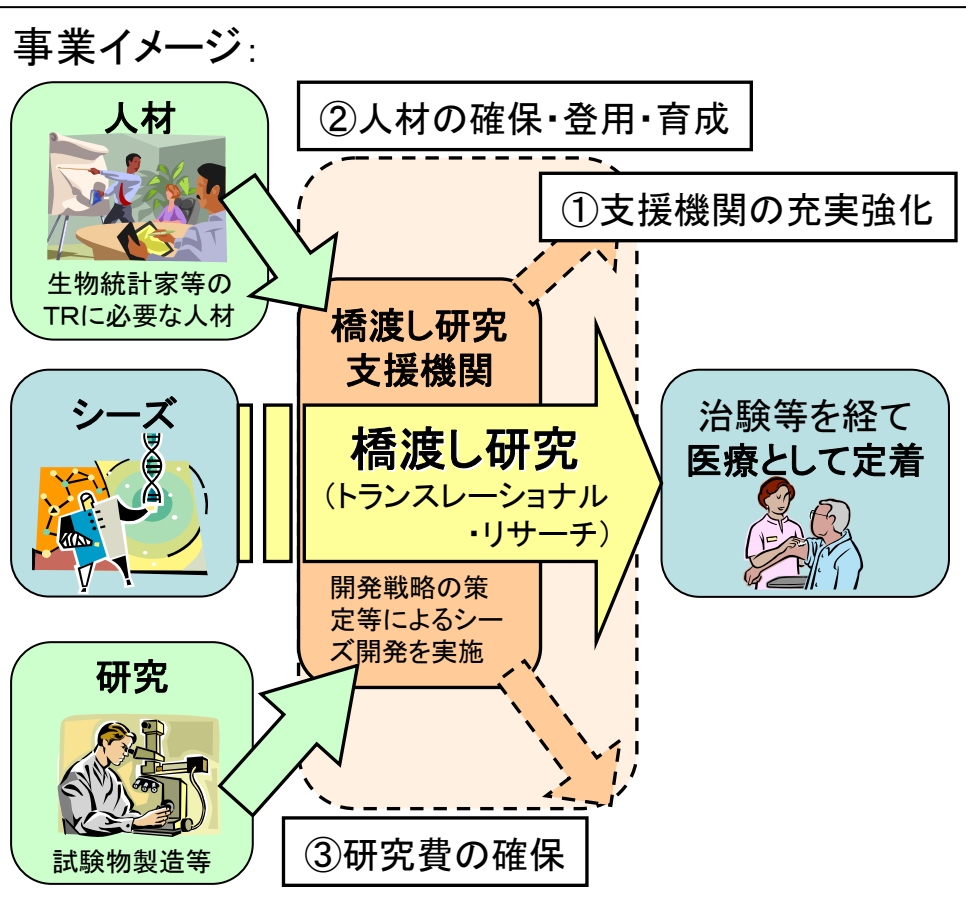 事業イメージ:
人材
生物統計家等の
TRに必要な人材
②人材の確保・登用・育成
①支援機関の充実強化
橋渡し研究
支援機関
シーズ
橋渡し研究
(トランスレーショナル
・リサーチ)
治験等を経て
医療として定着
開発戦略の策
定等によるシー
ズ開発を実施
研究
試験物製造等
③研究費の確保